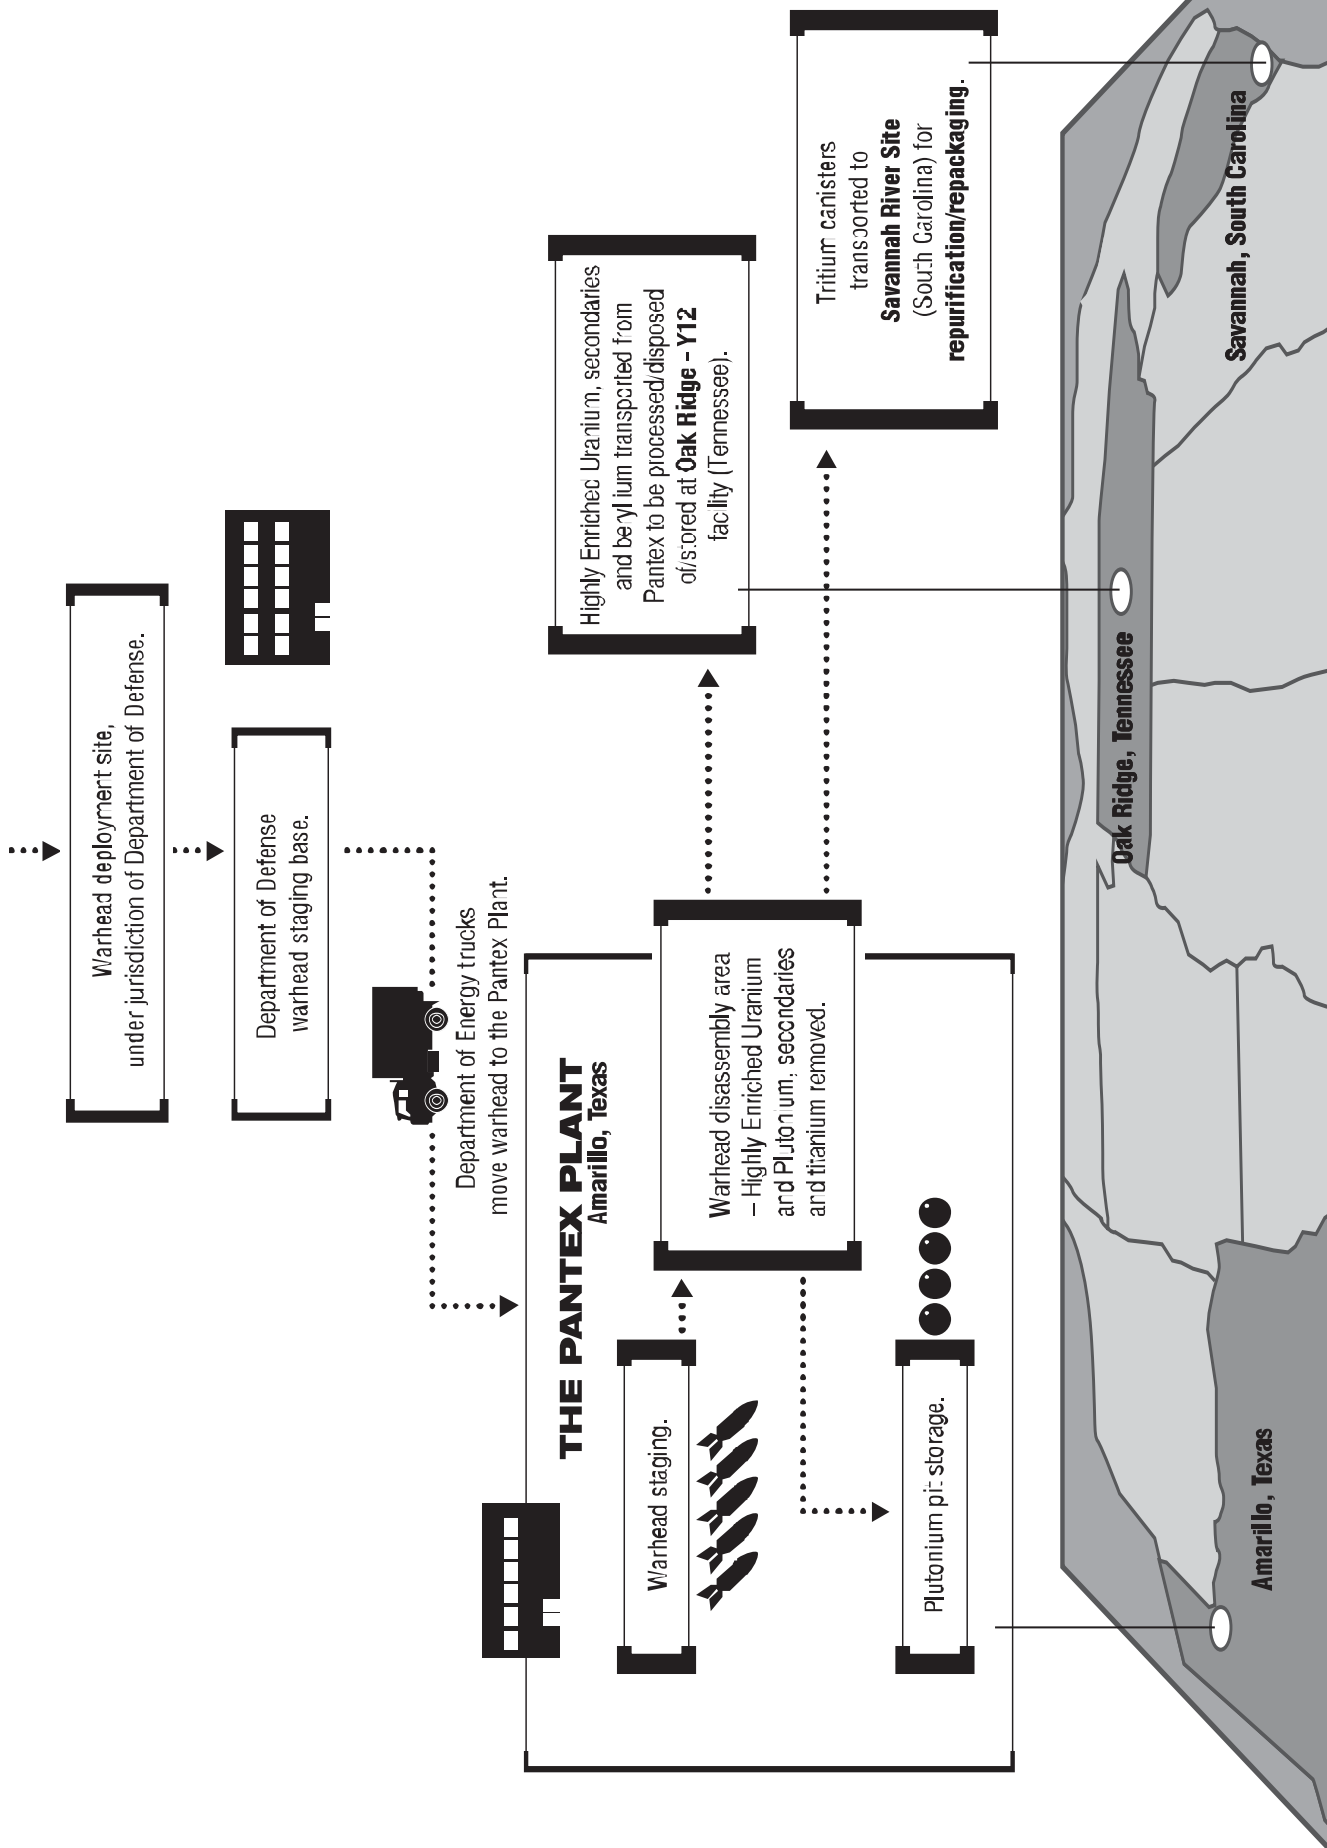 Warhead deployment site,
under jurisdiction of Department of Defense.
Department of Defense
warhead staging base.
Department of Energy trucks
move warhead to the Pantex Plant.
THE PANTEX PLANT
Amarillo, Texas
Warhead staging.
Warhead disassembly area
– Highly Enriched Uranium
and Plutonium, secondaries
and titanium removed.
Plutonium pit storage.
Highly Enriched Uranium, secondaries
and beryllium transported from
Pantex to be processed/disposed
of/stored at Oak Ridge – Y12
facility (Tennessee).
Tritium canisters
transported to
Savannah River Site
(South Carolina) for
repurification/repackaging.
Amarillo, Texas
Oak Ridge, Tennessee
Savannah, South Carolina